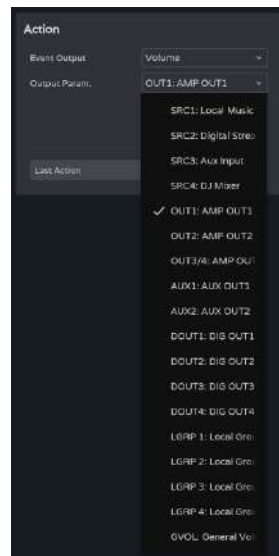 Action
Event Output Volume
Output Param. OUT1: AMP OUT1
SRC1: Local Music
SRC2: Digital Strea
SRC3: Aux Input
SRC4: DJ Mixer
Last Action
OUT1: AMP OUT1
OUT2: AMP OUT2
OUT3/4: AMP OUT
AUX1: AUX OUT1
AUX2: AUX OUT2
DOUT1: DIG OUT1
DOUT2: DIG OUT2
DOUT3: DIG OUT3
DOUT4: DIG OUT4
LGRP 1: Local Gro
LGRP 2: Local Gro
LGRP 3: Local Gro
LGRP 4: Local Gro
GVOL: General Vol